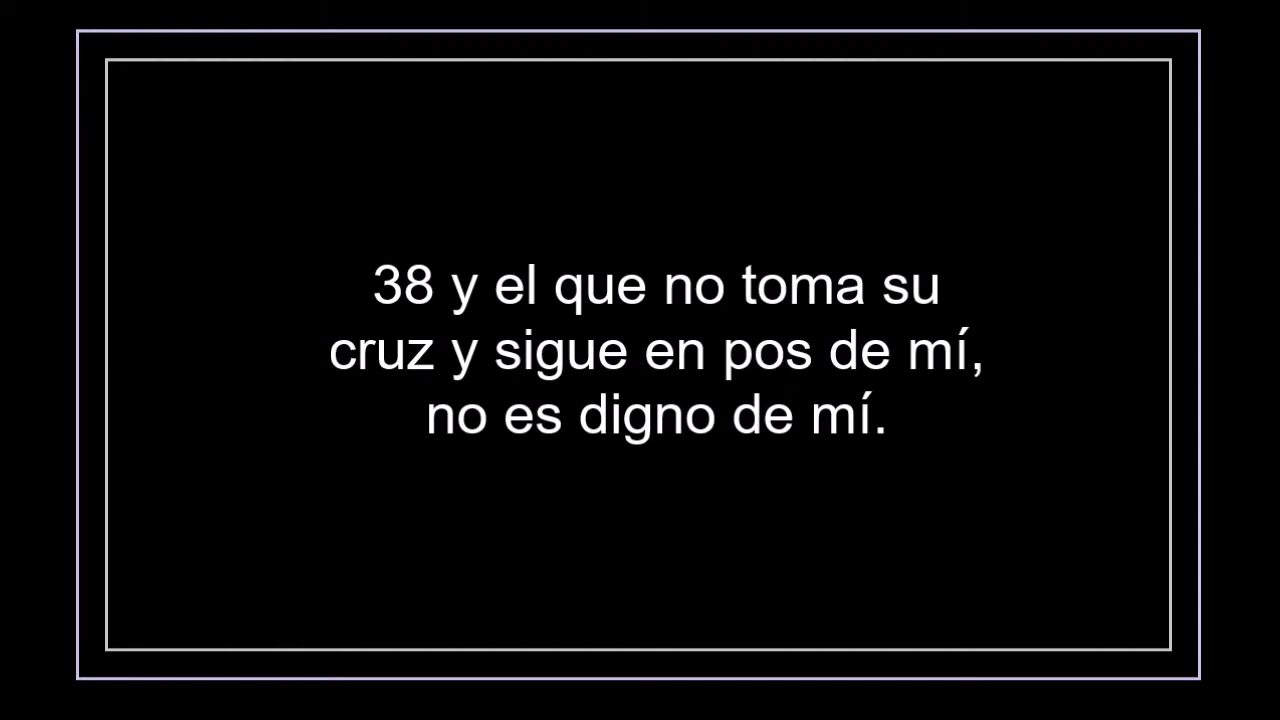 38 y el que no toma su
cruz y sigue en pos de mí,
no es digno de mí.